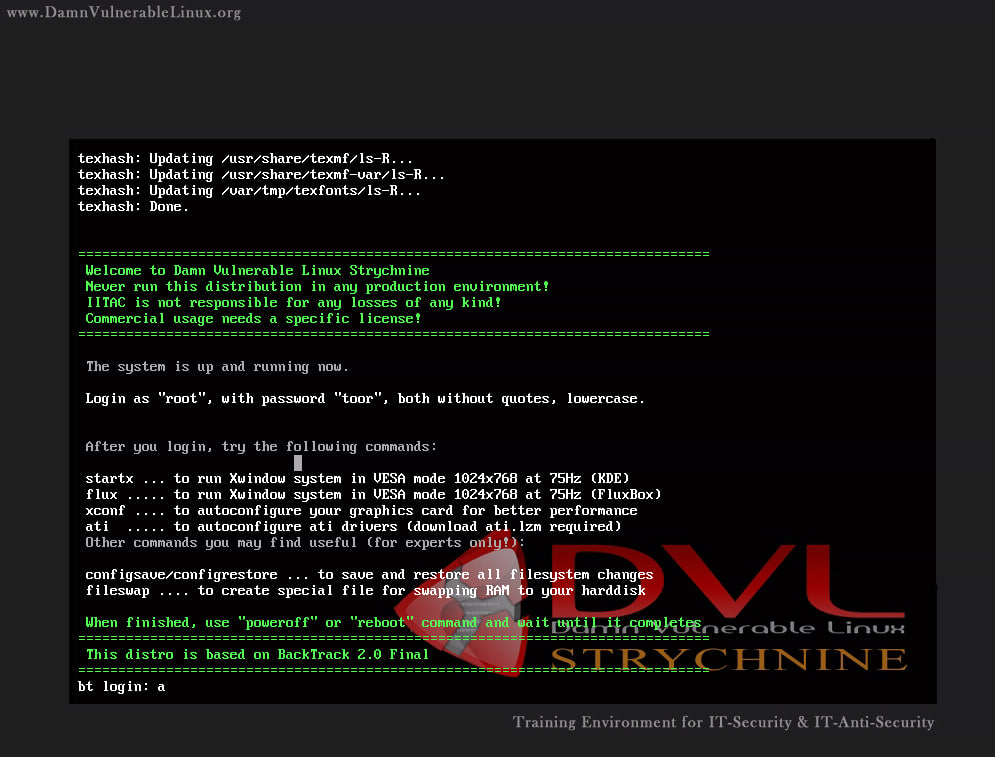 www.DamnVulnerableLinux.org
texhash: Updating /usr/share/texmf/ls-R...
texhash: Updating /usr/share/texmf-var/ls-R...
texhash: Updating /var/tmp/texfonts/ls-R...
texhash: Done.
===============================================================================
Welcome to Damn Vulnerable Linux Strychnine
Never run this distribution in any production environment!
IITAC is not responsible for any losses of any kind!
Commercial usage needs a specific license!
===============================================================================
The system is up and running now.
Login as "root", with password "toor", both without quotes, lowercase.
After you login, try the following commands:
startx ... to run Xwindow system in VESA mode 1024x768 at 75Hz (KDE)
flux ..... to run Xwindow system in VESA mode 1024x768 at 75Hz (FluxBox)
xconf .... to autoconfigure your graphics card for better performance
ati  ..... to autoconfigure ati drivers (download ati.lzm required)
Other commands you may find useful (for experts only!):
configsave/configrestore ... to save and restore all filesystem changes
fileswap .... to create special file for swapping RAM to your harddisk
When finished, use "poweroff" or "reboot" command and wait until it completes
===============================================================================
This distro is based on BackTrack 2.0 Final
===============================================================================
bt login: a
DVL
Damn Vulnerable Linux
STRYCHNINE
Training Environment for IT-Security & IT-Anti-Security